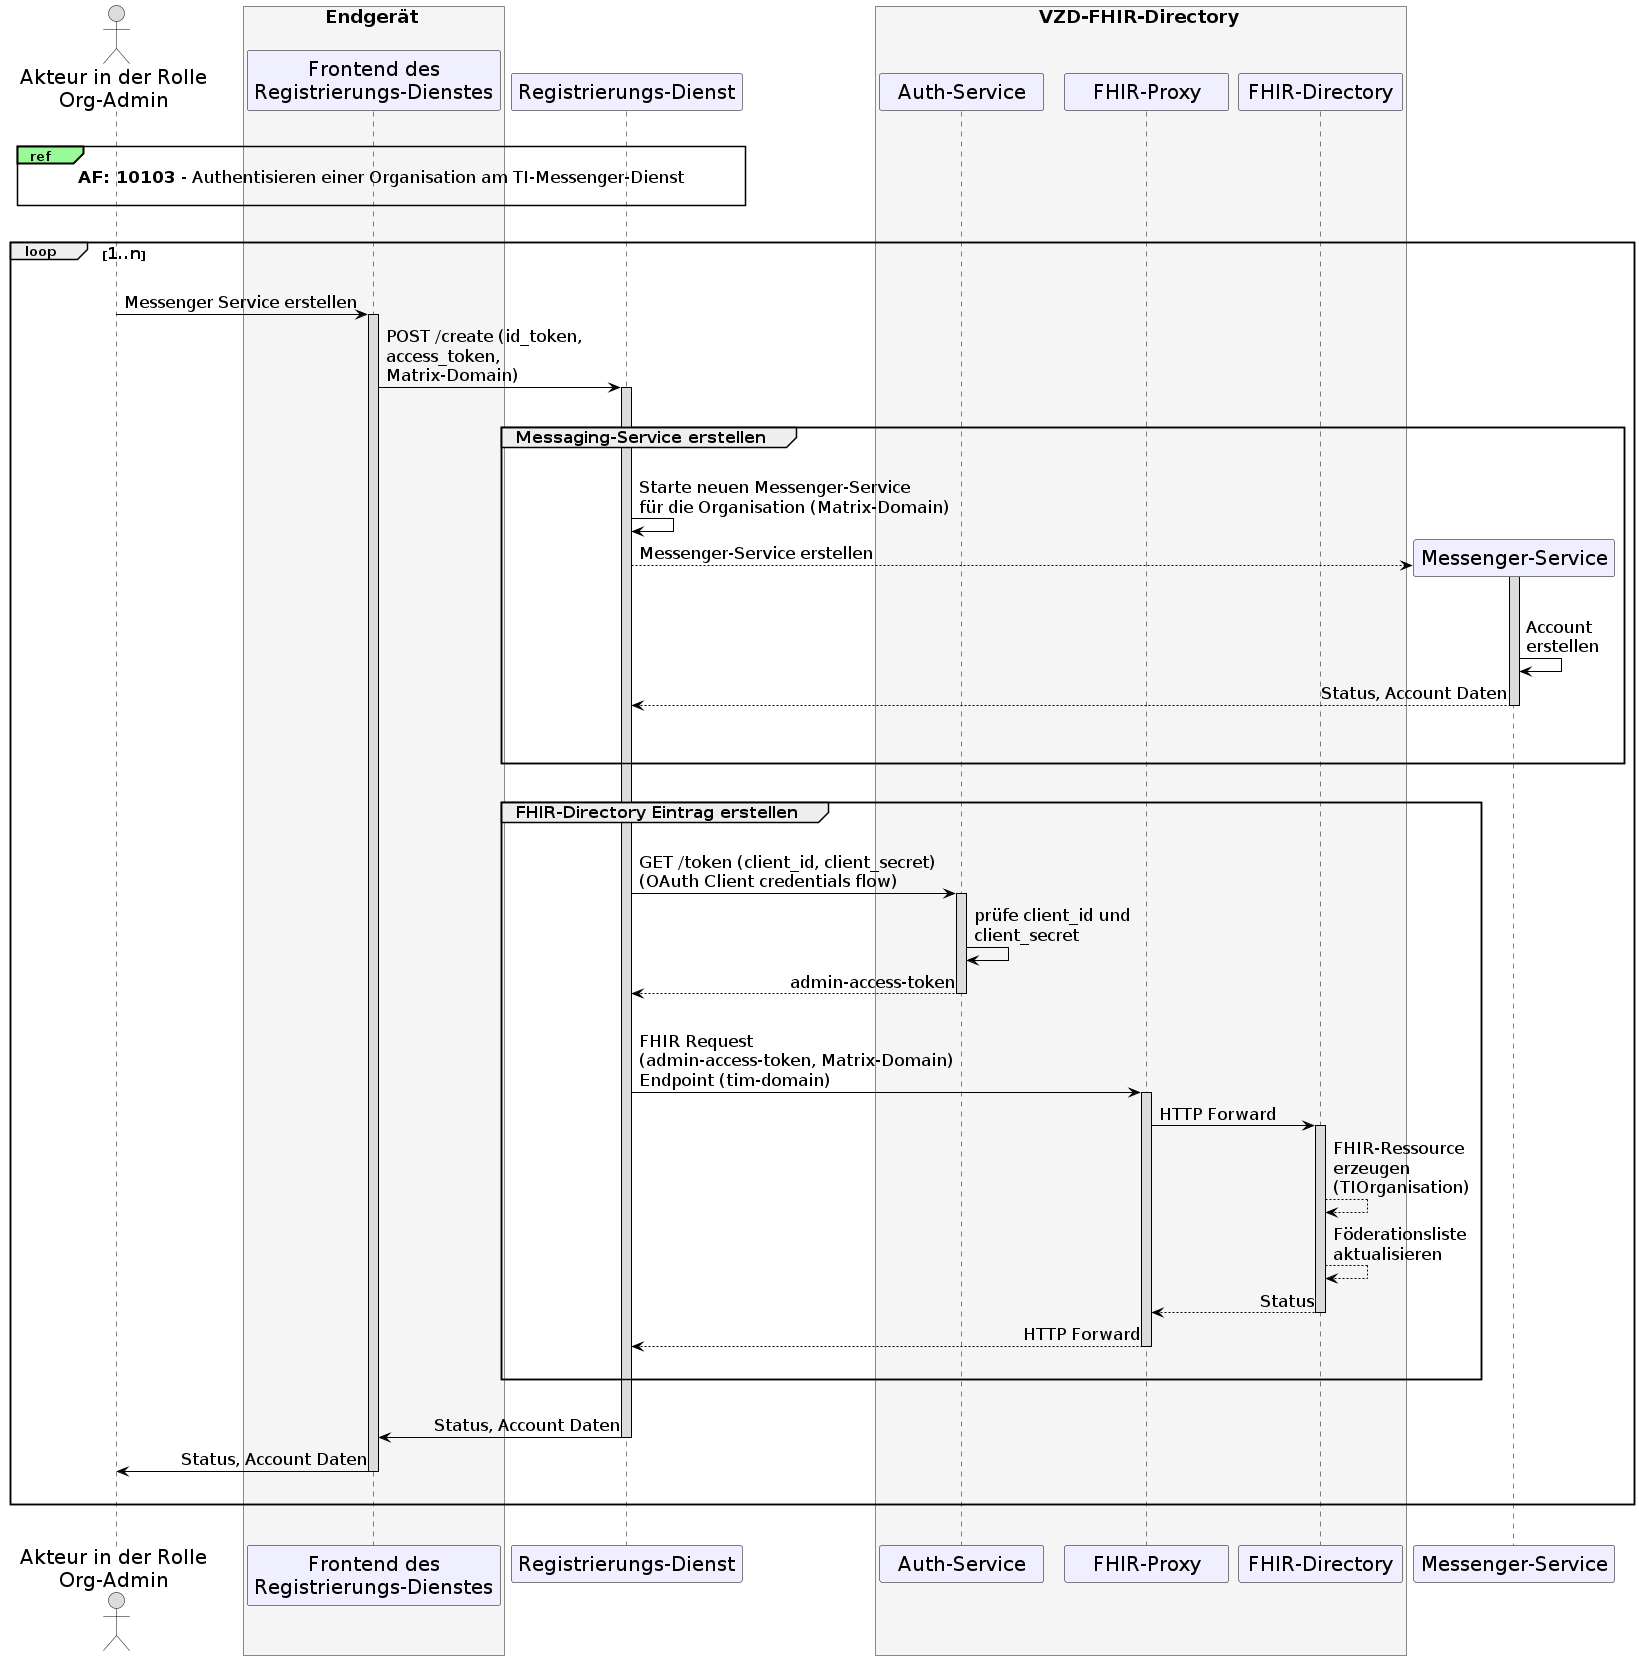 Endgerät
VZD-FHIR-Directory
Akteur in der Rolle
Org-Admin
Frontend des
Registrierungs-Dienstes
Registrierungs-Dienst
Auth-Service
FHIR-Proxy
FHIR-Directory
ref
AF: 10103 - Authentisieren einer Organisation am TI-Messenger-Dienst
loop
[1..n]
Messenger Service erstellen
POST /create (id_token,
access_token,
Matrix-Domain)
Messaging-Service erstellen
Starte neuen Messenger-Service
für die Organisation (Matrix-Domain)
Messenger-Service erstellen
Messenger-Service
Account
erstellen
Status, Account Daten
FHIR-Directory Eintrag erstellen
GET /token (client_id, client_secret)
(OAuth Client credentials flow)
prüfe client_id und
client_secret
admin-access-token
FHIR Request
(admin-access-token, Matrix-Domain)
Endpoint (tim-domain)
HTTP Forward
FHIR-Ressource
erzeugen
(TIOrganisation)
Föderationsliste
aktualisieren
Status
HTTP Forward
Status, Account Daten
Status, Account Daten
Akteur in der Rolle
Org-Admin
Frontend des
Registrierungs-Dienstes
Registrierungs-Dienst
Auth-Service
FHIR-Proxy
FHIR-Directory
Messenger-Service